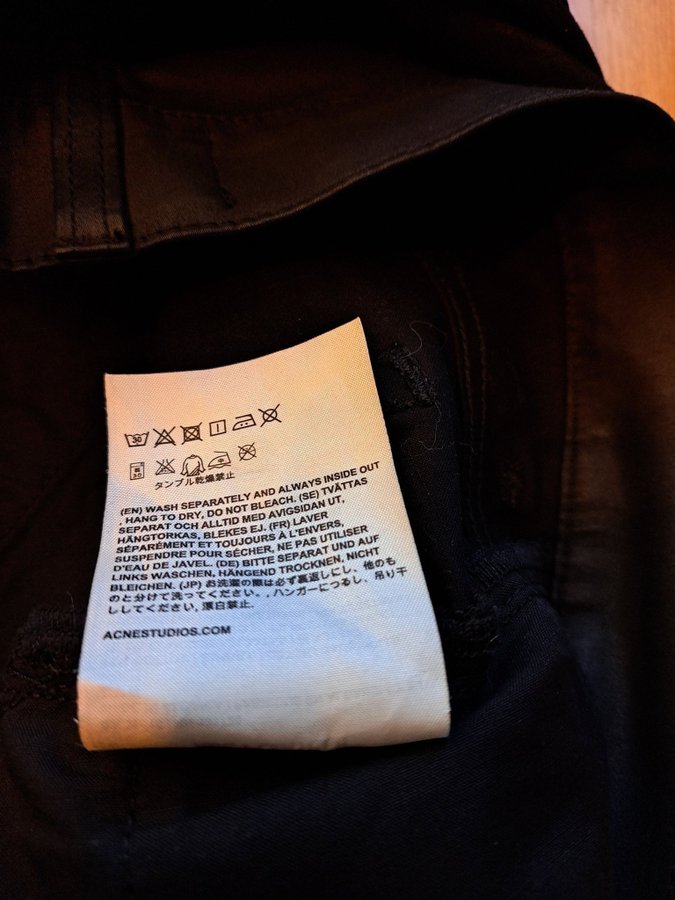 30
30
タンブル乾燥禁止
(EN) WASH SEPARATELY AND ALWAYS INSIDE OUT
, HANG TO DRY, DO NOT BLEACH. (SE) TVÄTTAS
SEPARAT OCH ALLTID MED AVIGSIDAN UT,
HÄNGTORKAS, BLEKES EJ. (FR) LAVER
SÉPARÉMENT ET TOUJOURS À L'ENVERS,
SUSPENDRE POUR SÉCHER, NE PAS UTILISER
D'EAU DE JAVEL. (DE) BITTE SEPARAT UND AUF
LINKS WASCHEN, HÄNGEND TROCKNEN, NICHT
BLEICHEN. (JP) お洗濯の際は必ず裏返しにし、他のも
のと分けて洗ってください。, ハンガーにつるし、吊り干
ししてください, 漂白禁止.
ACNESTUDIOS.COM